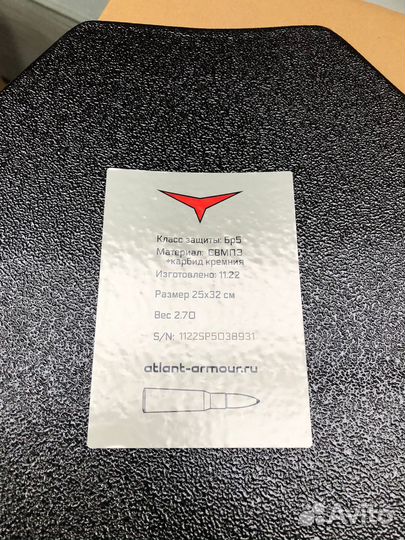 Класс защиты: Бр5
Материал: СВМПЭ
+карбид кремния
Изготовлено: 11.22
Размер 25х32 см
Вес 2.70
S/N: 1122SP5038931
atlant-armour.ru
Avito